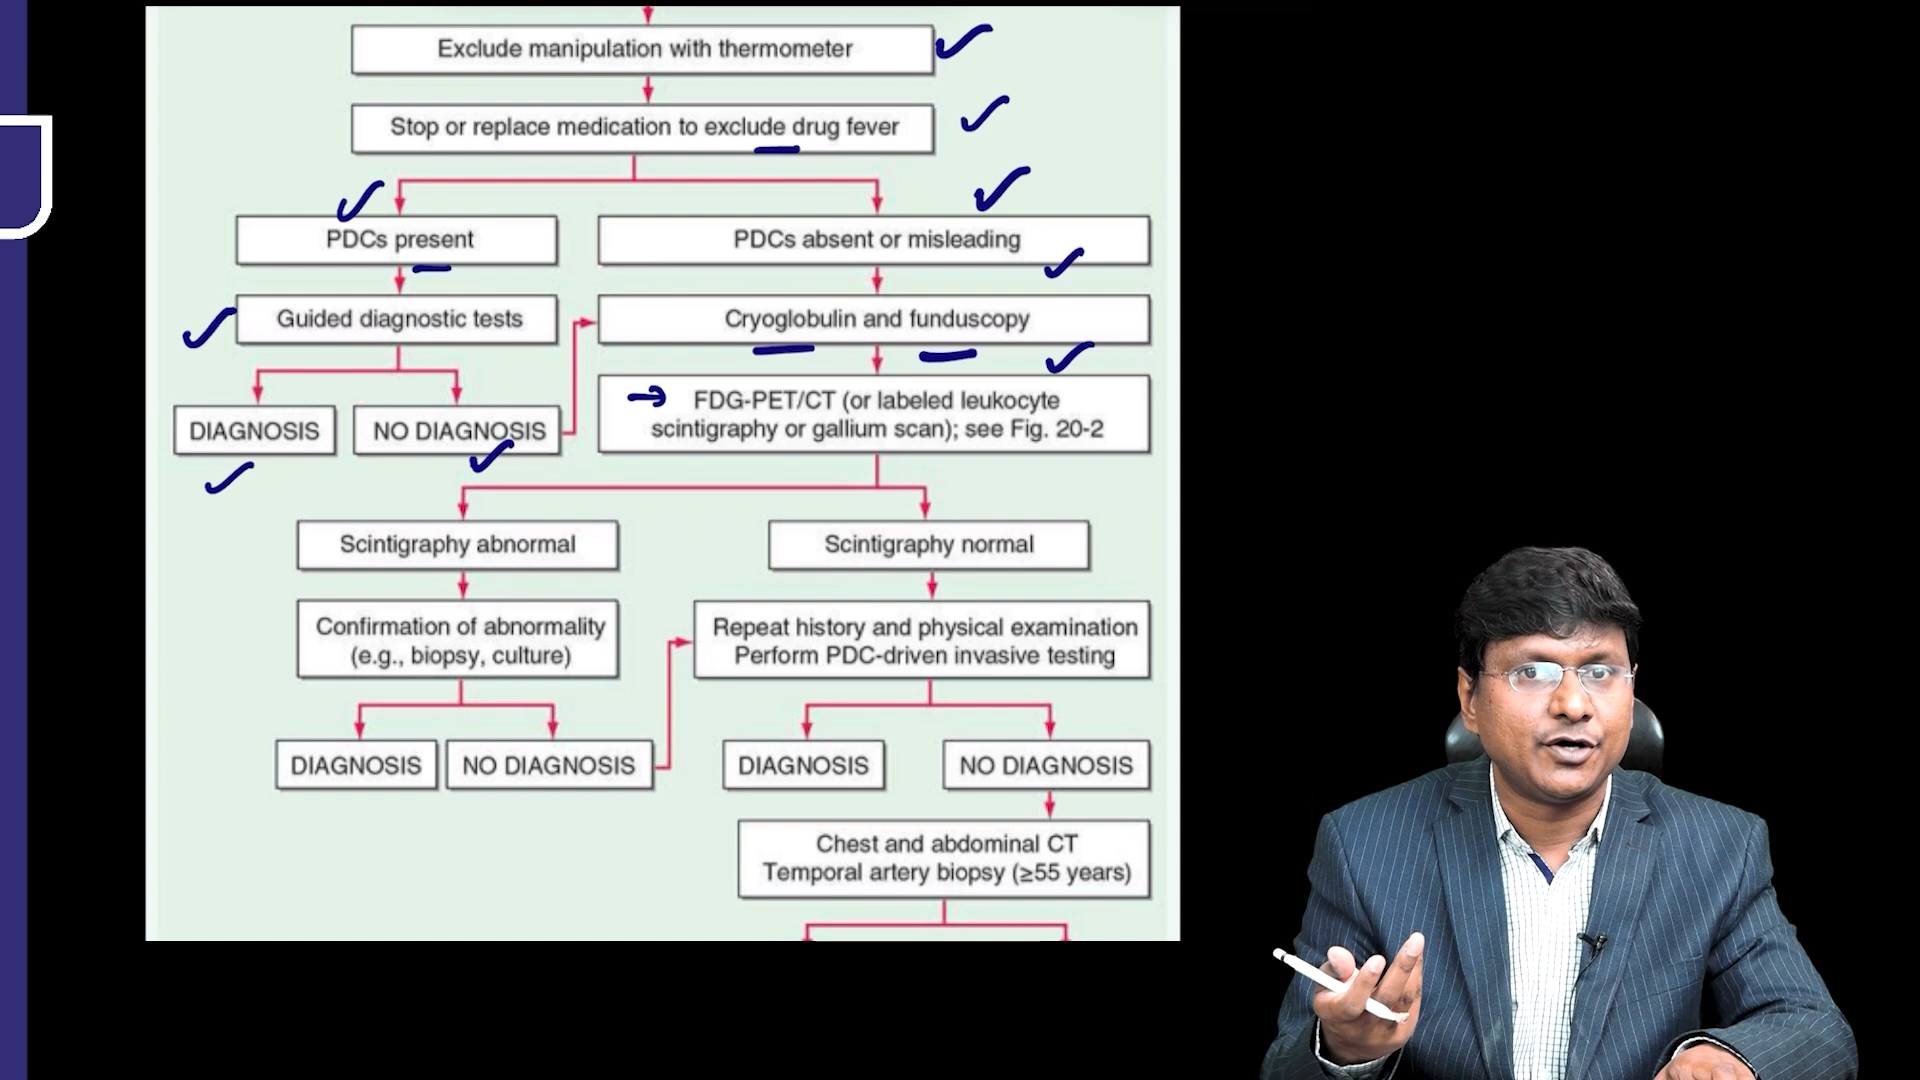 Exclude manipulation with thermometer
Stop or replace medication to exclude drug fever
PDCs present
PDCs absent or misleading
Guided diagnostic tests
Cryoglobulin and funduscopy
DIAGNOSIS
NO DIAGNOSIS
FDG-PET/CT (or labeled leukocyte
scintigraphy or gallium scan); see Fig. 20-2
Scintigraphy abnormal
Scintigraphy normal
Confirmation of abnormality
(e.g., biopsy, culture)
Repeat history and physical examination
Perform PDC-driven invasive testing
DIAGNOSIS
NO DIAGNOSIS
DIAGNOSIS
NO DIAGNOSIS
Chest and abdominal CT
Temporal artery biopsy (≥55 years)